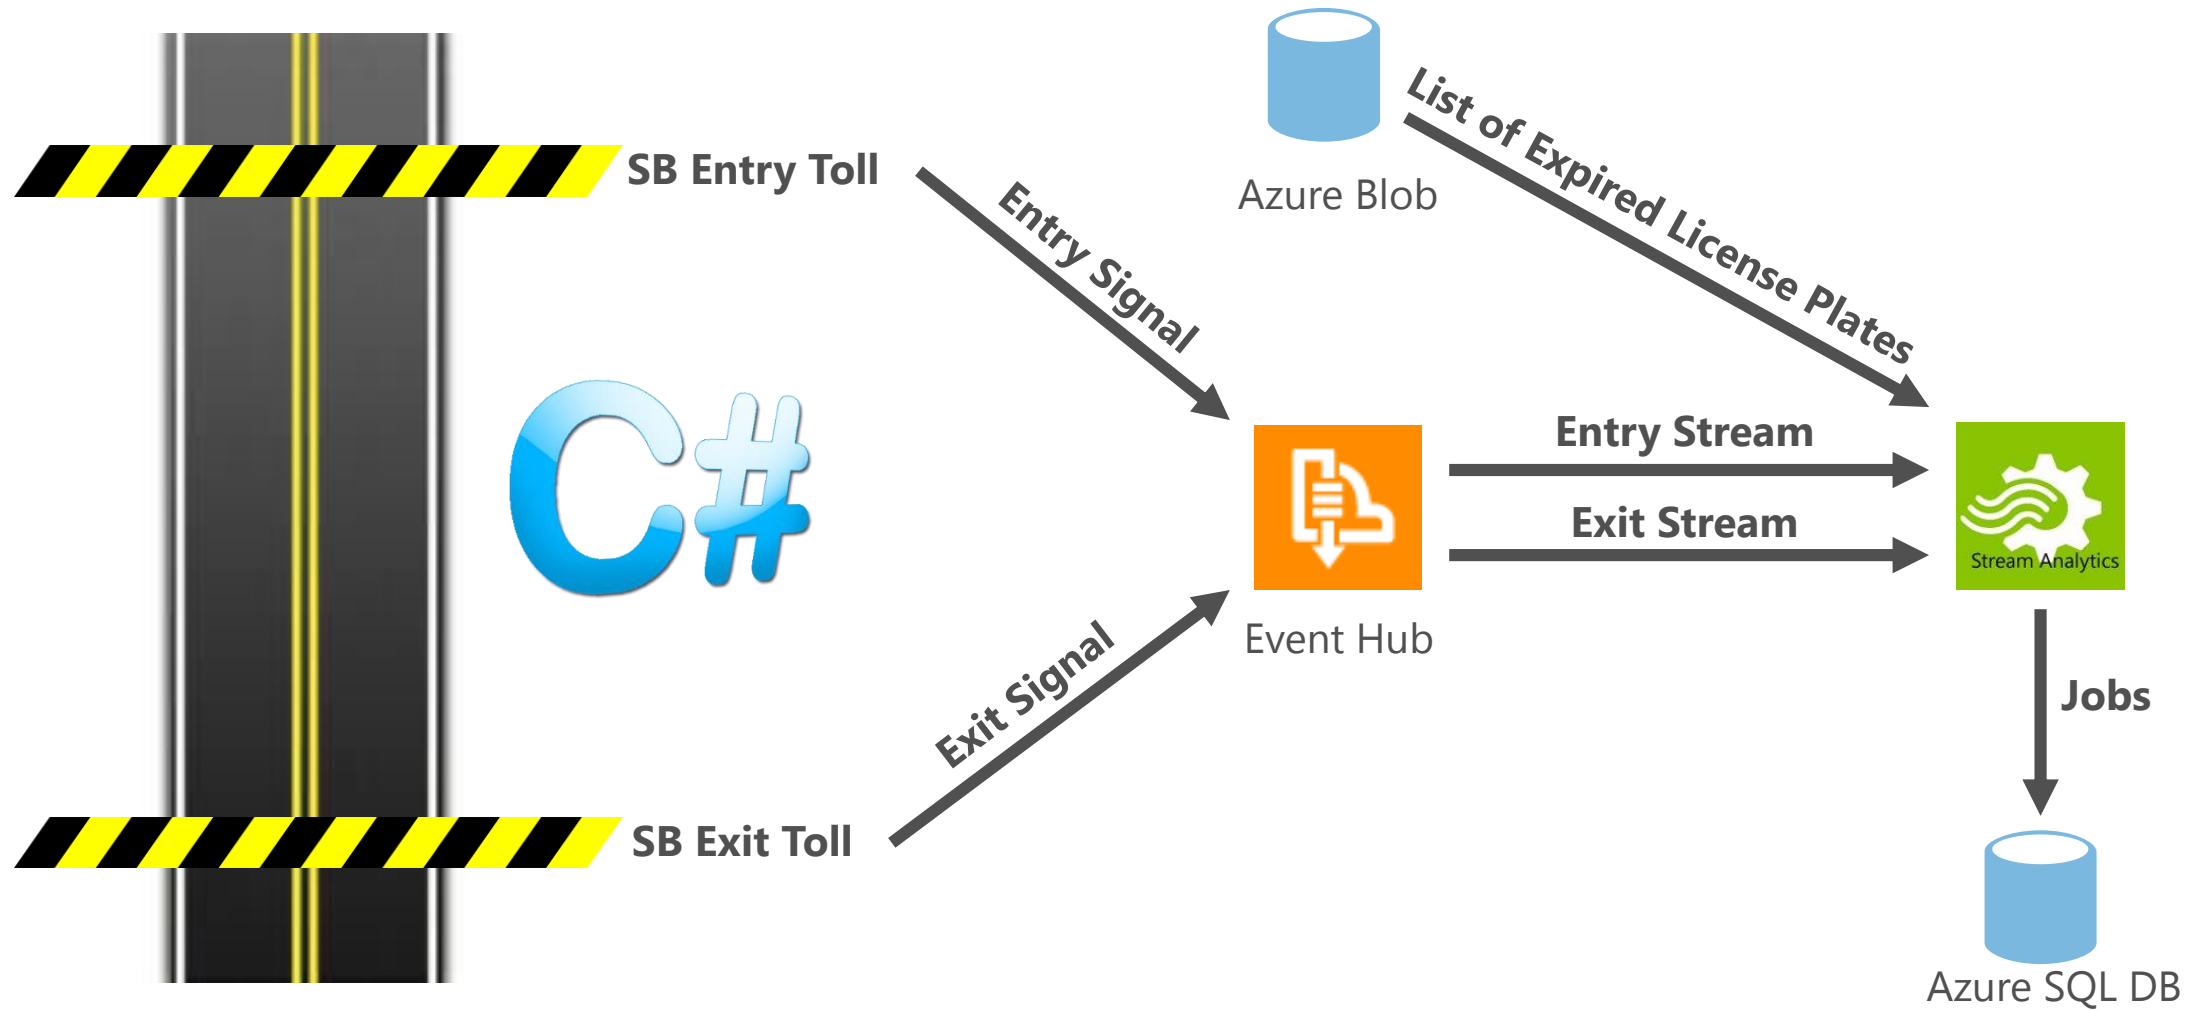 SB Entry Toll
Entry Signal
Azure Blob
List of Expired License Plates
C#
Entry Stream
Exit Stream
Stream Analytics
Event Hub
Exit Signal
Jobs
SB Exit Toll
Azure SQL DB